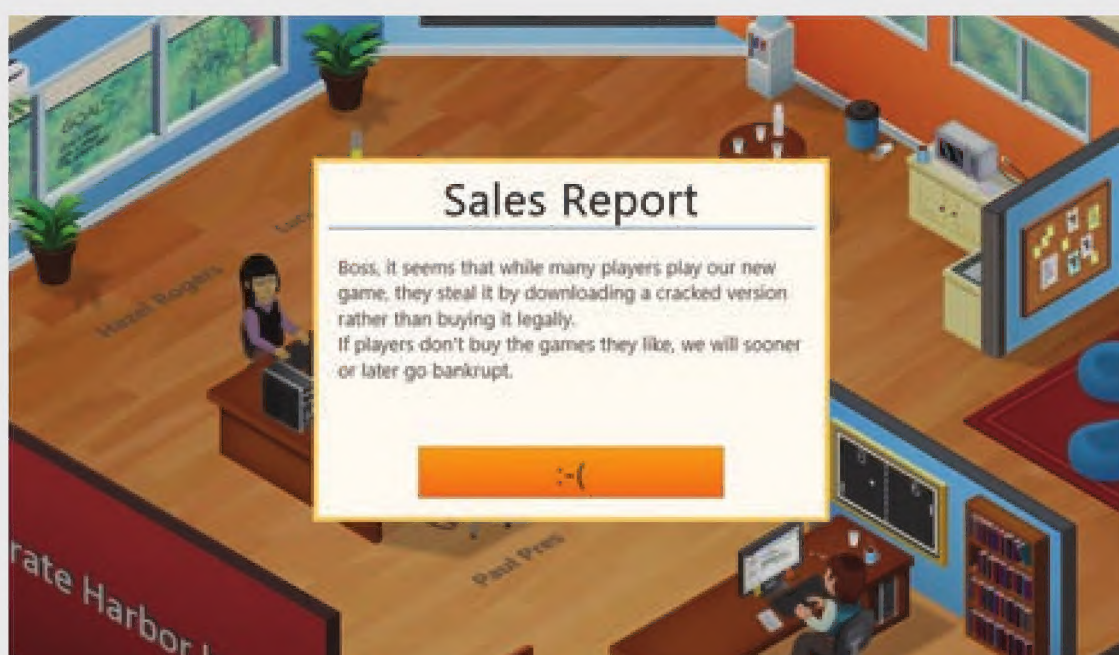 GOALS
Hazel Rogers
Sales Report
Boss, it seems that while many players play our new
game, they steal it by downloading a cracked version
rather than buying it legally.
If players don't buy the games they like, we will sooner
or later go bankrupt.
:-(
Paul Pres
rate Harbor